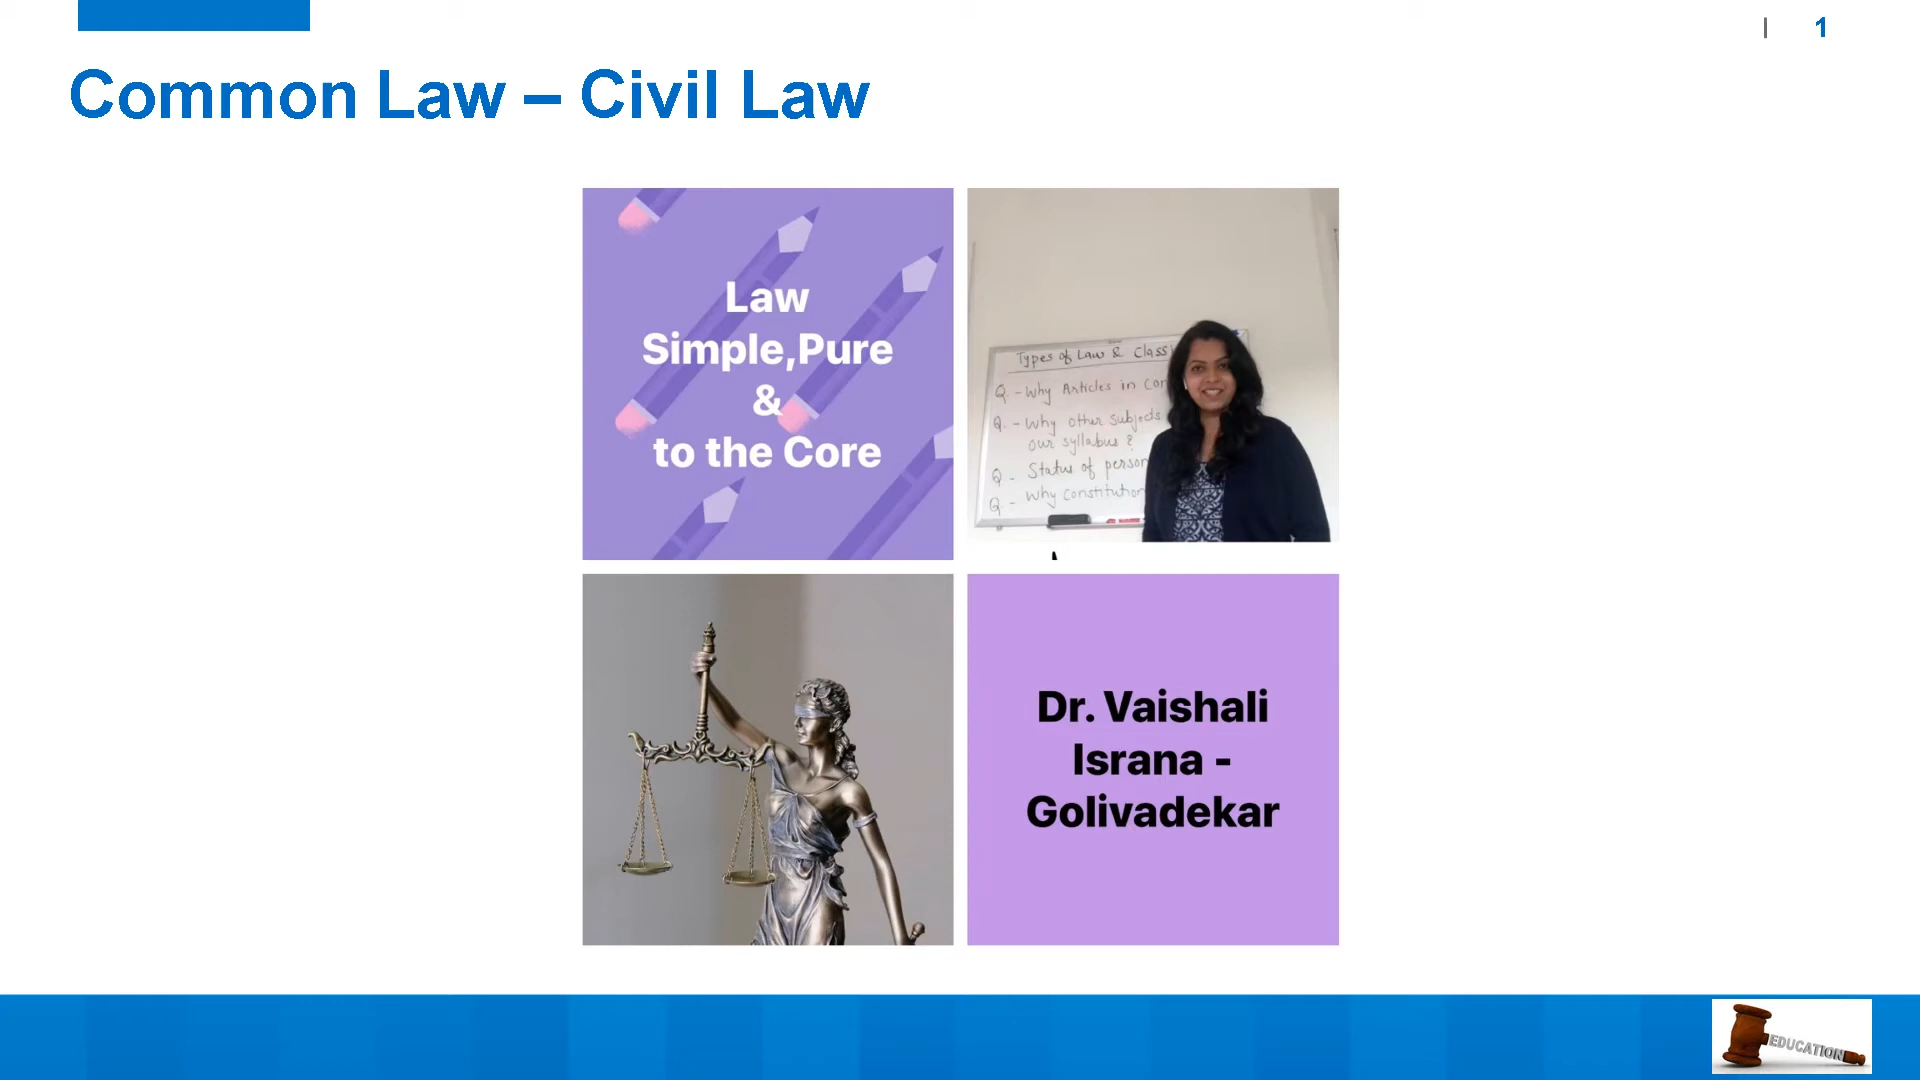 | 1
Common Law – Civil Law
Law
Simple,Pure
&
to the Core
Types of Law & Class
Q. - Why Articles in Con
Q. - Why other subjects
our syllabus ?
Q - Status of person
Q - Why constitution
Dr. Vaishali
Israna -
Golivadekar
EDUCATION